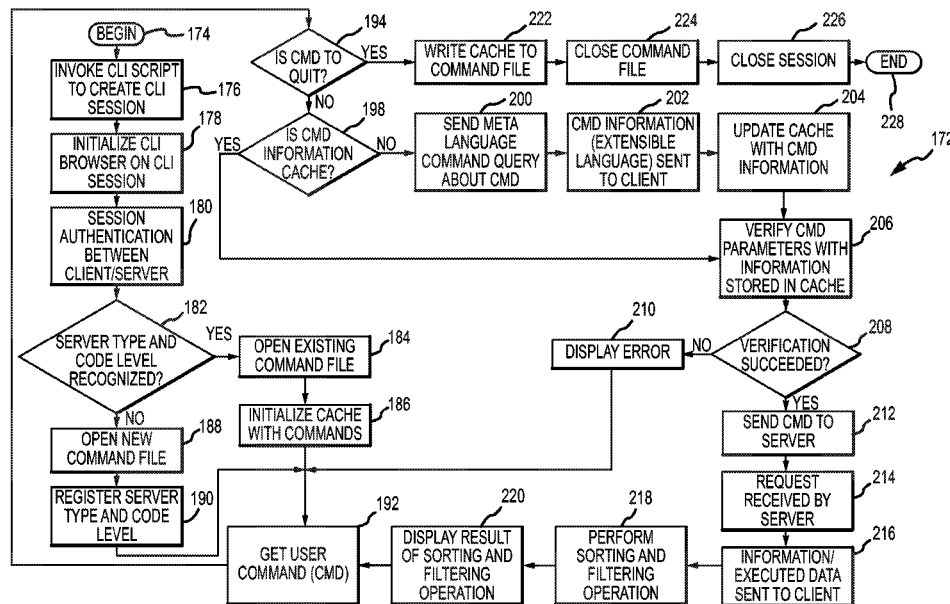 BEGIN
174
INVOKE CLI SCRIPT
TO CREATE CLI
SESSION
176
INITIALIZE CLI
BROWSER ON CLI
SESSION
178
SESSION
AUTHENTICATION
BETWEEN
CLIENT/SERVER
180
SERVER TYPE AND
CODE LEVEL
RECOGNIZED?
182
YES
NO
OPEN EXISTING
COMMAND FILE
184
INITIALIZE CACHE
WITH COMMANDS
186
OPEN NEW
COMMAND FILE
188
REGISTER SERVER
TYPE AND CODE
LEVEL
190
GET USER
COMMAND (CMD)
192
IS CMD TO
QUIT?
194
YES
NO
IS CMD
INFORMATION
CACHE?
198
YES
NO
SEND META
LANGUAGE
COMMAND QUERY
ABOUT CMD
200
CMD INFORMATION
(EXTENSIBLE
LANGUAGE) SENT
TO CLIENT
202
UPDATE CACHE
WITH CMD
INFORMATION
204
172
VERIFY CMD
PARAMETERS WITH
INFORMATION
STORED IN CACHE
206
VERIFICATION
SUCCEEDED?
208
NO
YES
DISPLAY ERROR
210
SEND CMD TO
SERVER
212
REQUEST
RECEIVED BY
SERVER
214
INFORMATION/
EXECUTED DATA
SENT TO CLIENT
216
PERFORM
SORTING AND
FILTERING
OPERATION
218
DISPLAY RESULT
OF SORTING AND
FILTERING
OPERATION
220
WRITE CACHE TO
COMMAND FILE
222
CLOSE COMMAND
FILE
224
CLOSE SESSION
226
END
228